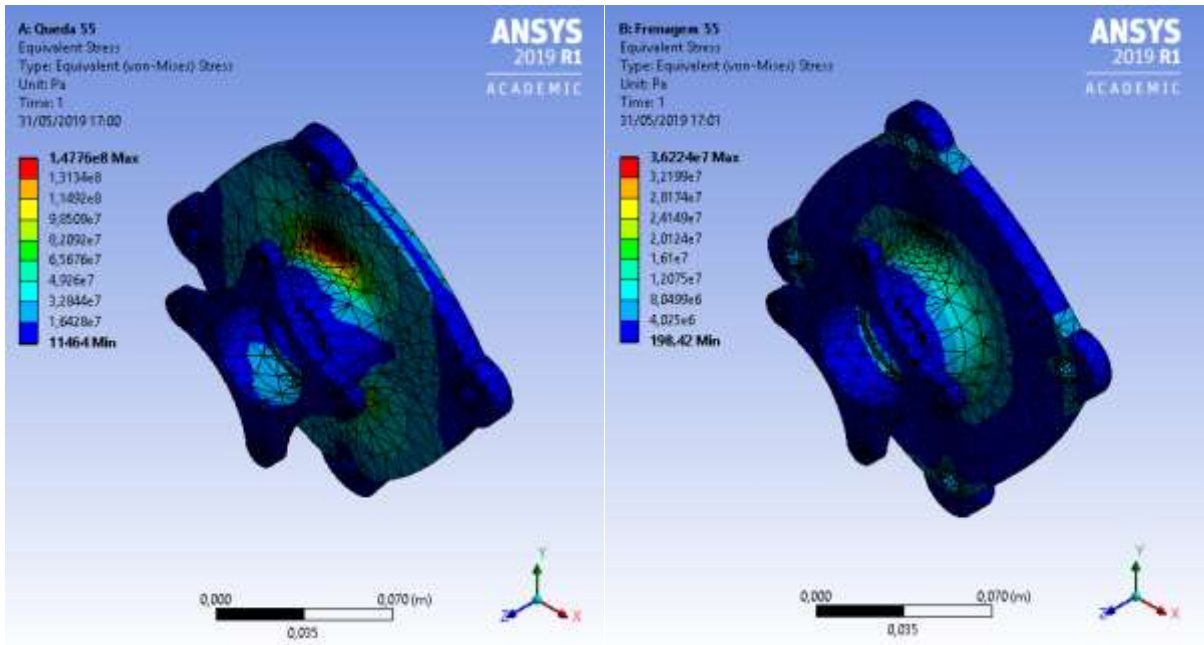 A: Queda 55
Equivalent Stress
Type: Equivalent (von-Mises) Stress
Unit: Pa
Time: 1
31/05/2019 17:00
ANSYS
2019 R1
ACADEMIC
1,4776e8 Max
1,3134e8
1,1492e8
9,8509e7
8,2092e7
6,5676e7
4,926e7
3,2844e7
1,6428e7
11464 Min
0,000
0,070 (m)
0,035
Y
Z
X
B: Frenagem 55
Equivalent Stress
Type: Equivalent (von-Mises) Stress
Unit: Pa
Time: 1
31/05/2019 17:01
ANSYS
2019 R1
ACADEMIC
3,6224e7 Max
3,2199e7
2,8174e7
2,4149e7
2,0124e7
1,61e7
1,2075e7
8,0499e6
4,025e6
198,42 Min
0,000
0,070 (m)
0,035
Y
Z
X